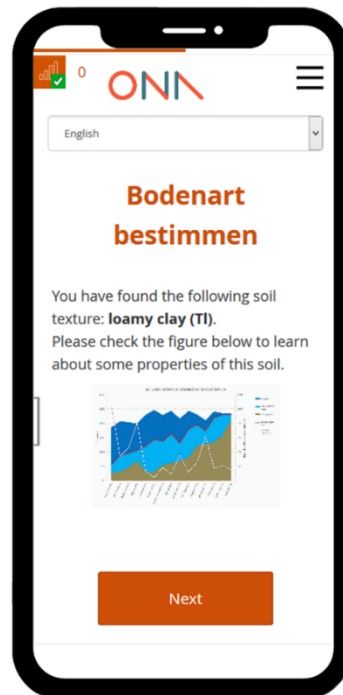 0
ONA
English
Bodenart
bestimmen
You have found the following soil
texture: loamy clay (Tl).
Please check the figure below to learn
about some properties of this soil.
Next